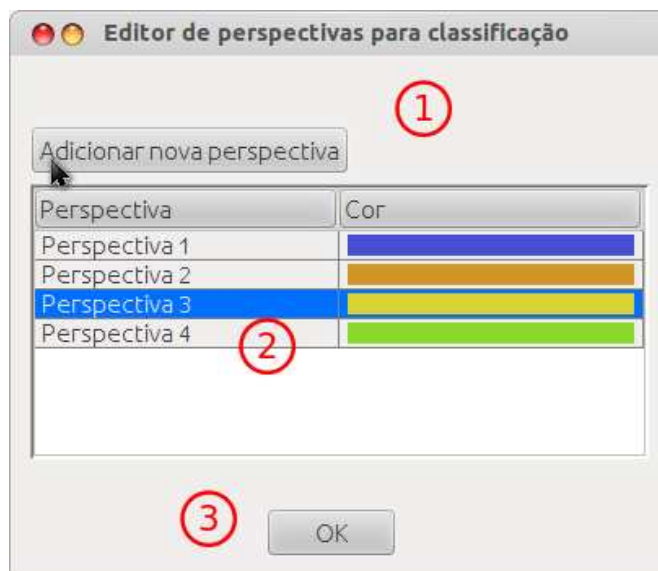 Editor de perspectivas para classificação
1
Adicionar nova perspectiva
Perspectiva Cor
Perspectiva 1
Perspectiva 2
Perspectiva 3
Perspectiva 4
2
3
OK